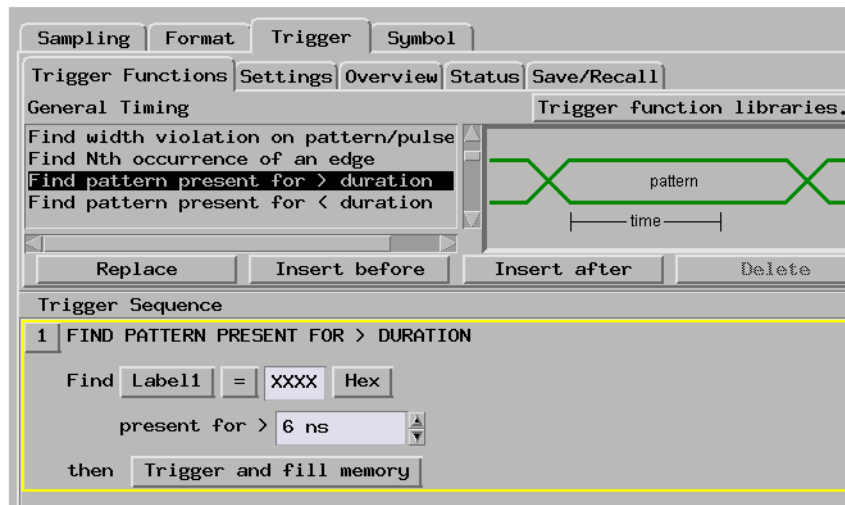 Sampling Format Trigger Symbol
Trigger Functions Settings Overview Status Save/Recall
General Timing Trigger function libraries.
Find width violation on pattern/pulse
Find Nth occurrence of an edge
Find pattern present for > duration
Find pattern present for < duration
pattern
time
Replace Insert before Insert after Delete
Trigger Sequence
1 FIND PATTERN PRESENT FOR > DURATION
Find Label1 = XXXX Hex
present for > 6 ns
then Trigger and fill memory